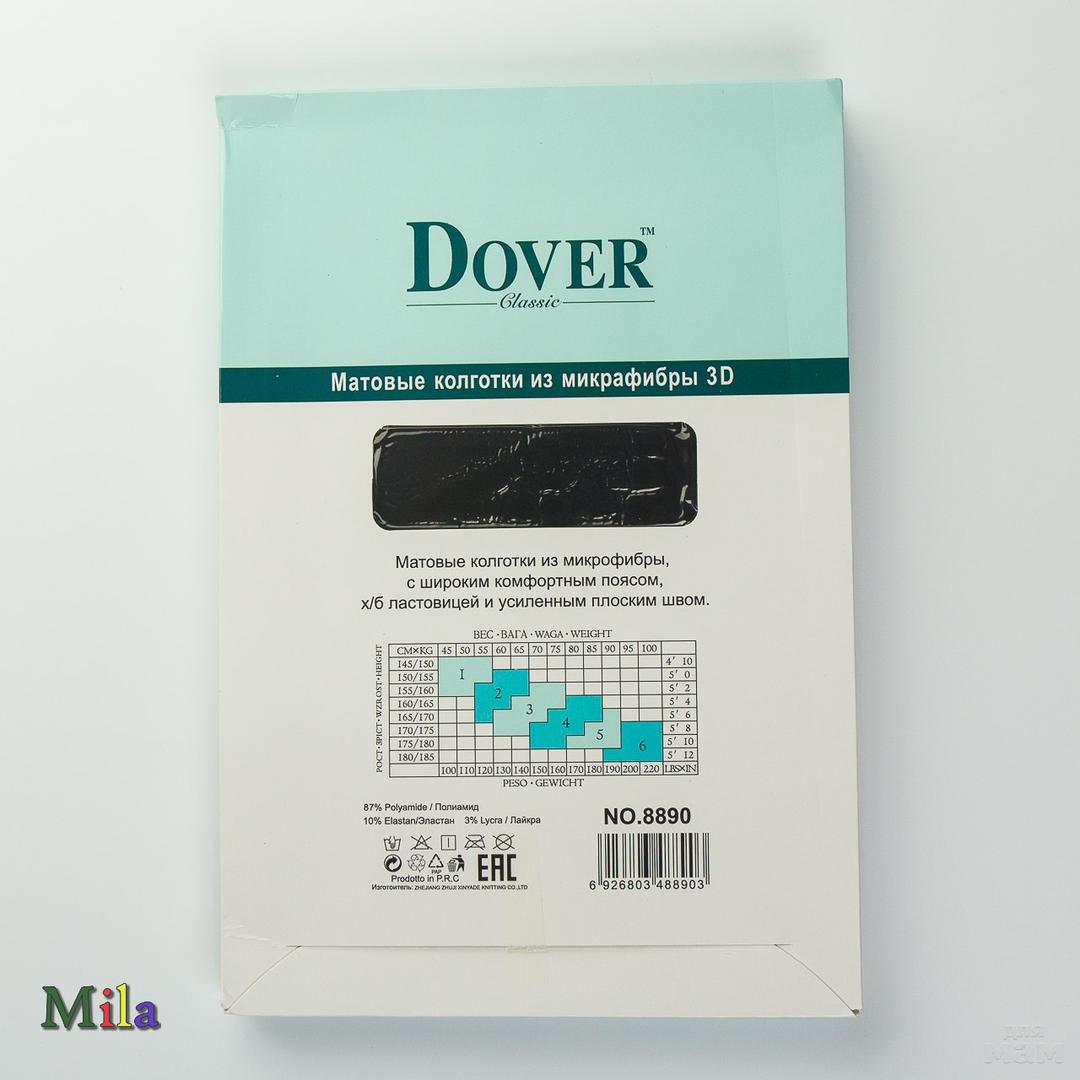 DOVER™
Classic
Матовые колготки из микрафибры 3D
Матовые колготки из микрофибры,
с широким комфортным поясом,
х/б ластовицей и усиленным плоским швом.
ВЕС · ВАГА · WAGA · WEIGHT
CM×KG 45 50 55 60 65 70 75 80 85 90 95 100
145/150 4' 10
150/155 5' 0
155/160 5' 2
160/165 5' 4
165/170 5' 6
170/175 5' 8
175/180 5' 10
180/185 5' 12
1
2
3
4
5
6
100 110 120 130 140 150 160 170 180 190 200 220 LBS×IN
PESO · GEWICHT
РОСТ · ЗРІСТ · WZROST · HEIGHT
87% Polyamide / Полиамид
10% Elastan/Эластан 3% Lycra / Лайкра
NO.8890
PAP
EAC
Prodotto in P.R.C
Изготоитель: ZHEJIANG ZHUJI XINYADE KNITTING CO.,LTD
6 926803 488903
Mila
для
мам